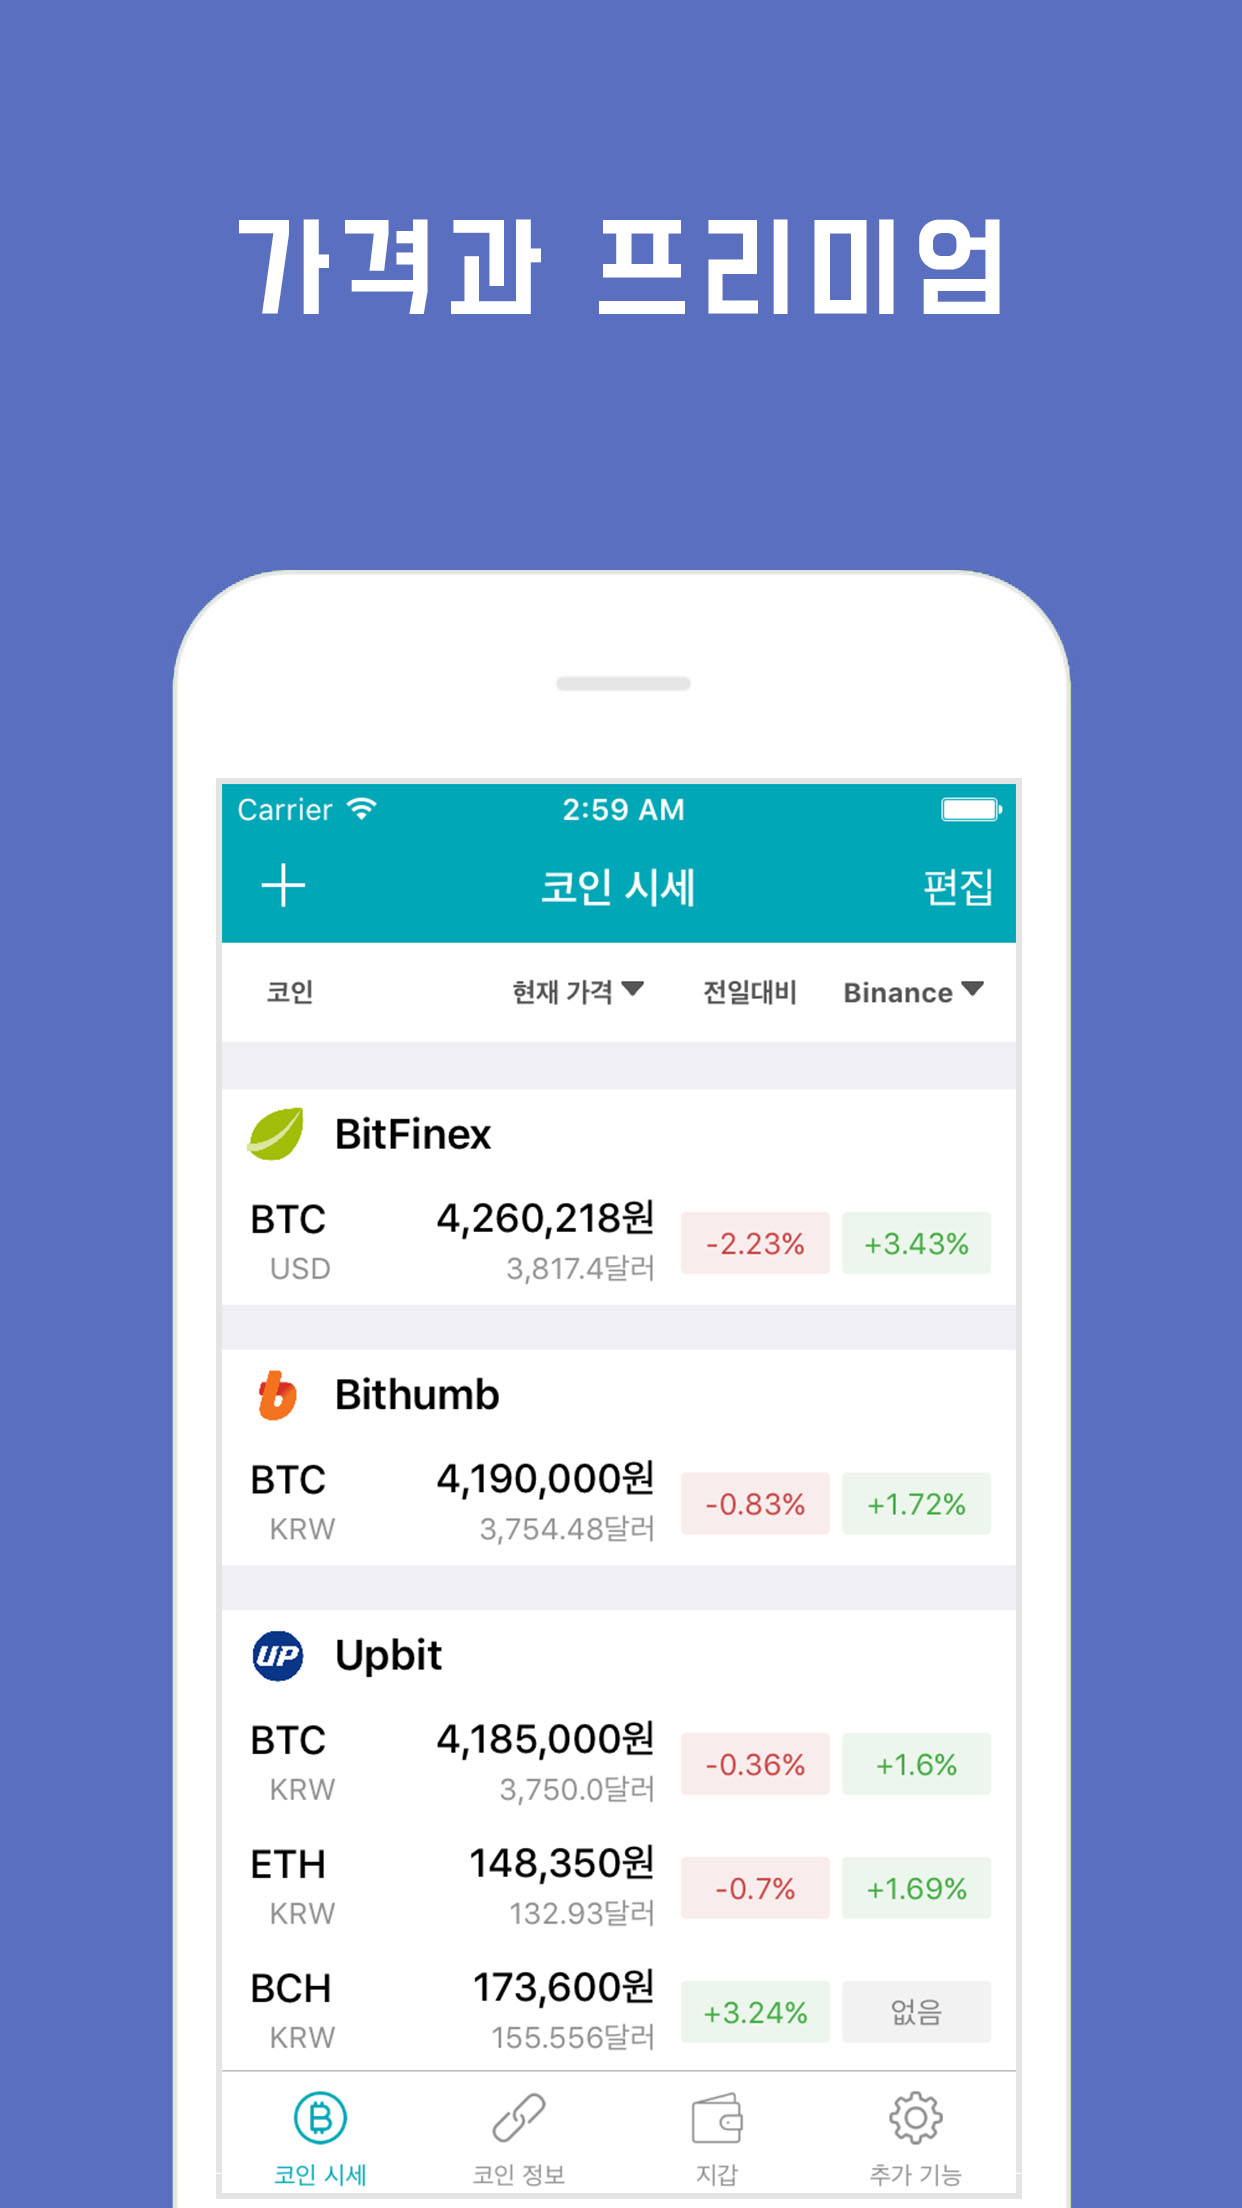 가격과 프리미엄
Carrier 2:59 AM
코인 시세 편집
코인 현재 가격 ▼ 전일대비 Binance ▼
BitFinex
BTC 4,260,218원 -2.23% +3.43%
USD 3,817.4달러
Bithumb
BTC 4,190,000원 -0.83% +1.72%
KRW 3,754.48달러
UP Upbit
BTC 4,185,000원 -0.36% +1.6%
KRW 3,750.0달러
ETH 148,350원 -0.7% +1.69%
KRW 132.93달러
BCH 173,600원 +3.24% 없음
KRW 155.556달러
코인 시세 코인 정보 지갑 추가 기능